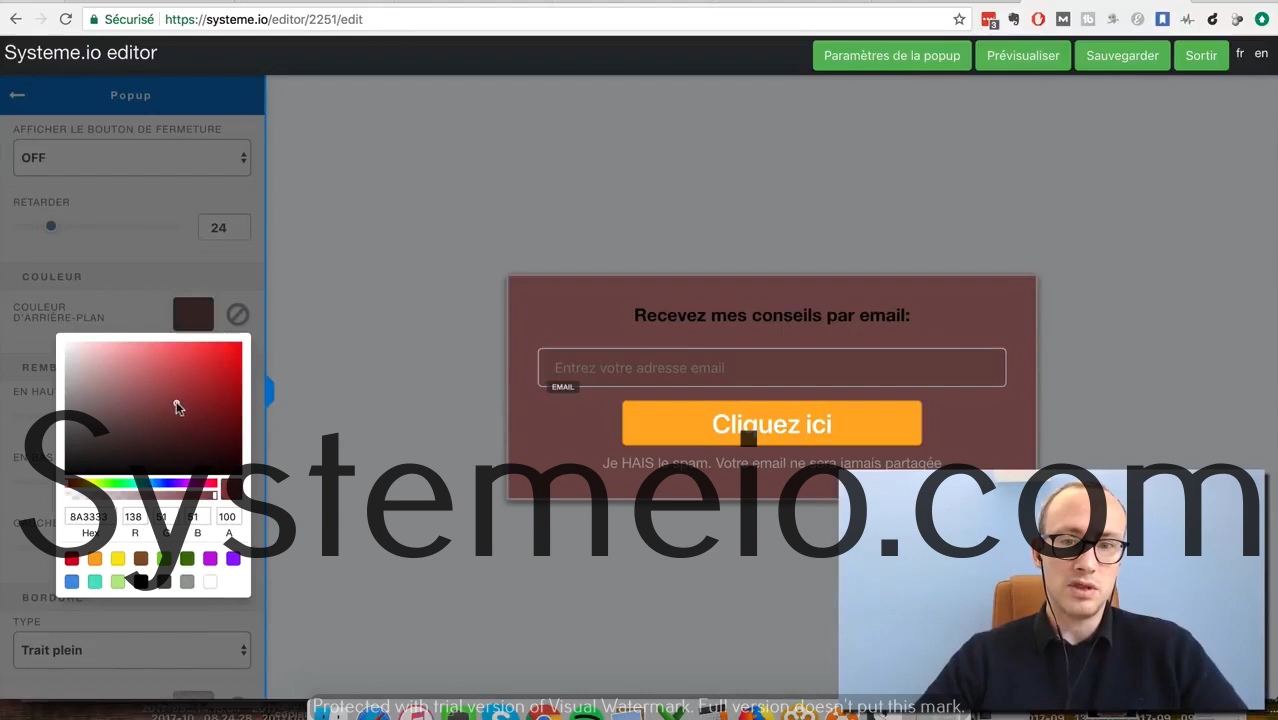 Sécurisé https://systeme.io/editor/2251/edit
3
Systeme.io editor
Paramètres de la popup
Prévisualiser
Sauvegarder
Sortir
fr
en
Popup
AFFICHER LE BOUTON DE FERMETURE
OFF
RETARDER
24
COULEUR
COULEUR
D'ARRIÈRE-PLAN
Recevez mes conseils par email:
Entrez votre adresse email
EMAIL
Cliquez ici
Je HAIS le spam. Votre email ne sera jamais partagée
Systemeio.com
8A3333 138 51 51 100
Hex R G B A
TYPE
Trait plein
(Protected with trial version of Visual Watermark. Full version doesn't put this mark.